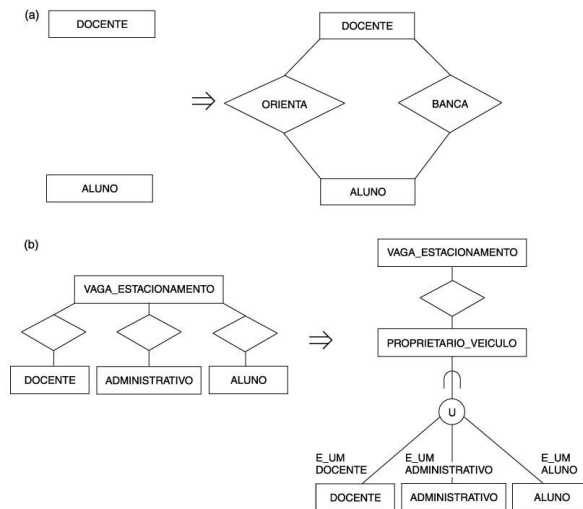 (a)
DOCENTE
DOCENTE
ORIENTA
BANCA
ALUNO
ALUNO
(b)
VAGA_ESTACIONAMENTO
DOCENTE
ADMINISTRATIVO
ALUNO
VAGA_ESTACIONAMENTO
PROPRIETARIO_VEICULO
U
E_UM
DOCENTE
E_UM
ADMINISTRATIVO
E_UM
ALUNO
DOCENTE
ADMINISTRATIVO
ALUNO